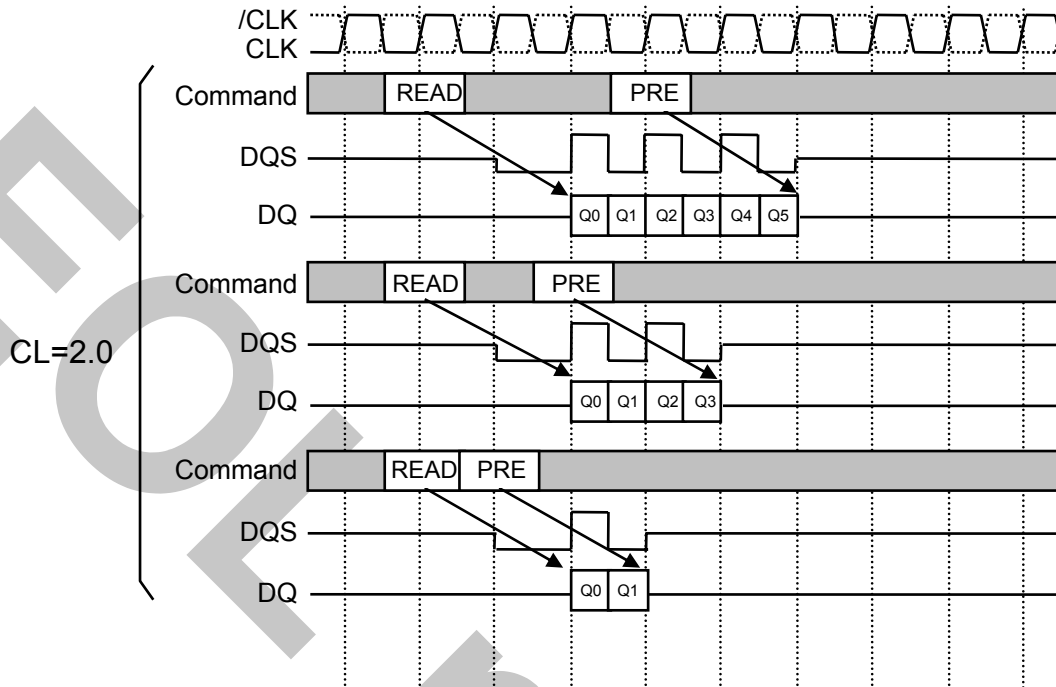 /CLK
CLK
Command READ PRE
DQS
DQ Q0 Q1 Q2 Q3 Q4 Q5
Command READ PRE
CL=2.0
DQS
DQ Q0 Q1 Q2 Q3
Command READ PRE
DQS
DQ Q0 Q1